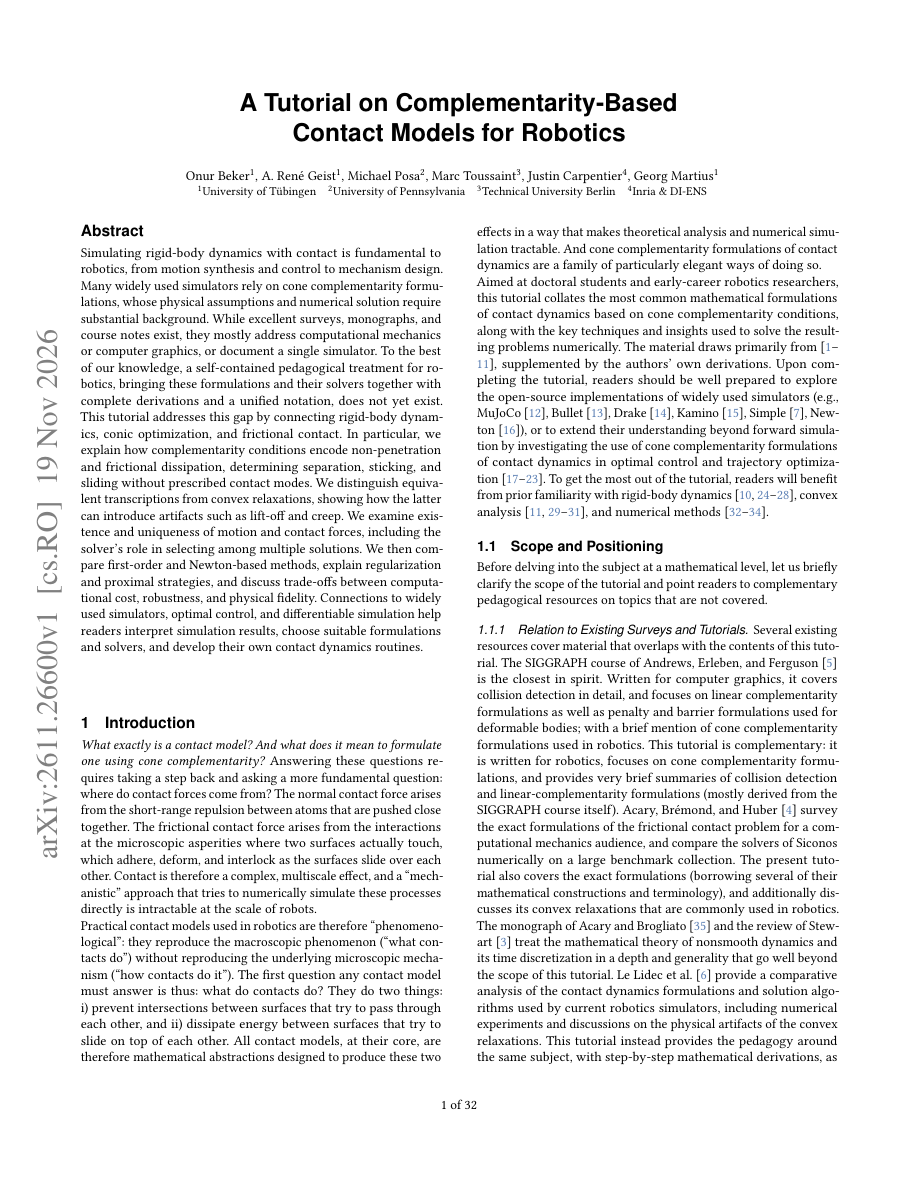 A Tutorial on Complementarity-Based
Contact Models for Robotics
Onur Beker1, A. René Geist1, Michael Posa2, Marc Toussaint3, Justin Carpentier4, Georg Martius1
1University of Tübingen 2University of Pennsylvania 3Technical University Berlin 4Inria & DI-ENS
arXiv:2611.26600v1 [cs.RO] 19 Nov 2026
Abstract
Simulating rigid-body dynamics with contact is fundamental to
robotics, from motion synthesis and control to mechanism design.
Many widely used simulators rely on cone complementarity formu-
lations, whose physical assumptions and numerical solution require
substantial background. While excellent surveys, monographs, and
course notes exist, they mostly address computational mechanics
or computer graphics, or document a single simulator. To the best
of our knowledge, a self-contained pedagogical treatment for ro-
botics, bringing these formulations and their solvers together with
complete derivations and a unified notation, does not yet exist.
This tutorial addresses this gap by connecting rigid-body dynam-
ics, conic optimization, and frictional contact. In particular, we
explain how complementarity conditions encode non-penetration
and frictional dissipation, determining separation, sticking, and
sliding without prescribed contact modes. We distinguish equiva-
lent transcriptions from convex relaxations, showing how the latter
can introduce artifacts such as lift-off and creep. We examine exis-
tence and uniqueness of motion and contact forces, including the
solver's role in selecting among multiple solutions. We then com-
pare first-order and Newton-based methods, explain regularization
and proximal strategies, and discuss trade-offs between computa-
tional cost, robustness, and physical fidelity. Connections to widely
used simulators, optimal control, and differentiable simulation help
readers interpret simulation results, choose suitable formulations
and solvers, and develop their own contact dynamics routines.
1 Introduction
What exactly is a contact model? And what does it mean to formulate
one using cone complementarity? Answering these questions re-
quires taking a step back and asking a more fundamental question:
where do contact forces come from? The normal contact force arises
from the short-range repulsion between atoms that are pushed close
together. The frictional contact force arises from the interactions
at the microscopic asperities where two surfaces actually touch,
which adhere, deform, and interlock as the surfaces slide over each
other. Contact is therefore a complex, multiscale effect, and a “mech-
anistic” approach that tries to numerically simulate these processes
directly is intractable at the scale of robots.
Practical contact models used in robotics are therefore “phenomeno-
logical”: they reproduce the macroscopic phenomenon (“what con-
tacts do”) without reproducing the underlying microscopic mecha-
nism (“how contacts do it”). The first question any contact model
must answer is thus: what do contacts do? They do two things:
i) prevent intersections between surfaces that try to pass through
each other, and ii) dissipate energy between surfaces that try to
slide on top of each other. All contact models, at their core, are
therefore mathematical abstractions designed to produce these two
effects in a way that makes theoretical analysis and numerical simu-
lation tractable. And cone complementarity formulations of contact
dynamics are a family of particularly elegant ways of doing so.
Aimed at doctoral students and early-career robotics researchers,
this tutorial collates the most common mathematical formulations
of contact dynamics based on cone complementarity conditions,
along with the key techniques and insights used to solve the result-
ing problems numerically. The material draws primarily from [1–
11], supplemented by the authors' own derivations. Upon com-
pleting the tutorial, readers should be well prepared to explore
the open-source implementations of widely used simulators (e.g.,
MuJoCo [12], Bullet [13], Drake [14], Kamino [15], Simple [7], New-
ton [16]), or to extend their understanding beyond forward simula-
tion by investigating the use of cone complementarity formulations
of contact dynamics in optimal control and trajectory optimiza-
tion [17–23]. To get the most out of the tutorial, readers will benefit
from prior familiarity with rigid-body dynamics [10, 24–28], convex
analysis [11, 29–31], and numerical methods [32–34].
1.1 Scope and Positioning
Before delving into the subject at a mathematical level, let us briefly
clarify the scope of the tutorial and point readers to complementary
pedagogical resources on topics that are not covered.
1.1.1 Relation to Existing Surveys and Tutorials. Several existing
resources cover material that overlaps with the contents of this tuto-
rial. The SIGGRAPH course of Andrews, Erleben, and Ferguson [5]
is the closest in spirit. Written for computer graphics, it covers
collision detection in detail, and focuses on linear complementarity
formulations as well as penalty and barrier formulations used for
deformable bodies; with a brief mention of cone complementarity
formulations used in robotics. This tutorial is complementary: it
is written for robotics, focuses on cone complementarity formu-
lations, and provides very brief summaries of collision detection
and linear-complementarity formulations (mostly derived from the
SIGGRAPH course itself). Acary, Brémond, and Huber [4] survey
the exact formulations of the frictional contact problem for a com-
putational mechanics audience, and compare the solvers of Siconos
numerically on a large benchmark collection. The present tuto-
rial also covers the exact formulations (borrowing several of their
mathematical constructions and terminology), and additionally dis-
cusses its convex relaxations that are commonly used in robotics.
The monograph of Acary and Brogliato [35] and the review of Stew-
art [3] treat the mathematical theory of nonsmooth dynamics and
its time discretization in a depth and generality that go well beyond
the scope of this tutorial. Le Lidec et al. [6] provide a comparative
analysis of the contact dynamics formulations and solution algo-
rithms used by current robotics simulators, including numerical
experiments and discussions on the physical artifacts of the convex
relaxations. This tutorial instead provides the pedagogy around
the same subject, with step-by-step mathematical derivations, as
1 of 32